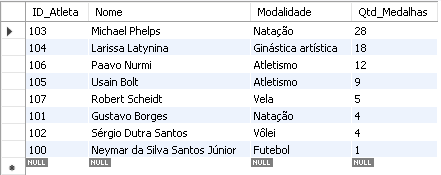 ID_Atleta Nome Modalidade Qtd_Medalhas
103 Michael Phelps Natação 28
104 Larissa Latynina Ginástica artística 18
106 Paavo Nurmi Atletismo 12
105 Usain Bolt Atletismo 9
107 Robert Scheidt Vela 5
101 Gustavo Borges Natação 4
102 Sérgio Dutra Santos Vôlei 4
100 Neymar da Silva Santos Júnior Futebol 1
NULL NULL NULL NULL